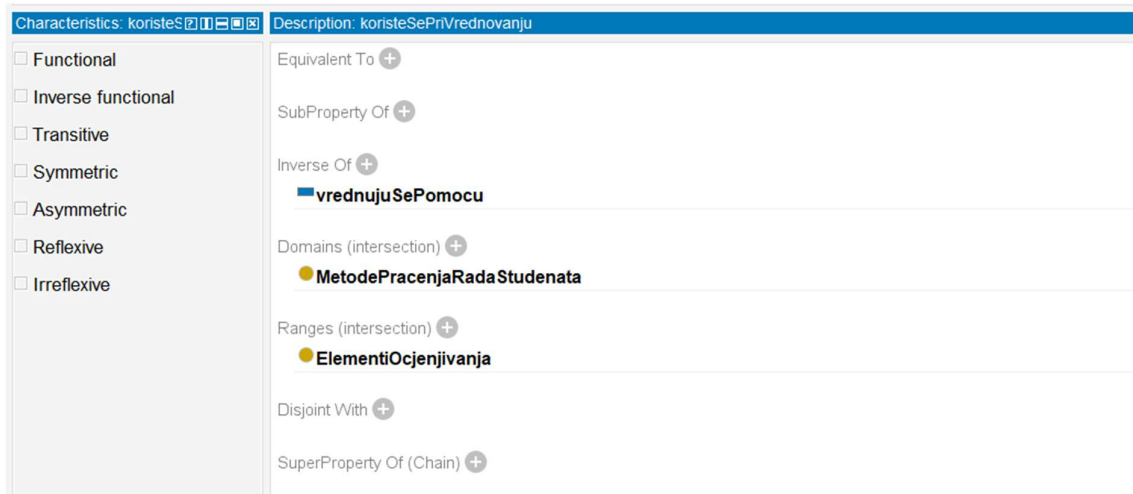 Characteristics: koristeS
Functional
Inverse functional
Transitive
Symmetric
Asymmetric
Reflexive
Irreflexive
Description: koristeSePriVrednovanju
Equivalent To
SubProperty Of
Inverse Of
vrednujuSePomocu
Domains (intersection)
MetodePracenjaRadaStudenata
Ranges (intersection)
ElementiOcjenjivanja
Disjoint With
SuperProperty Of (Chain)